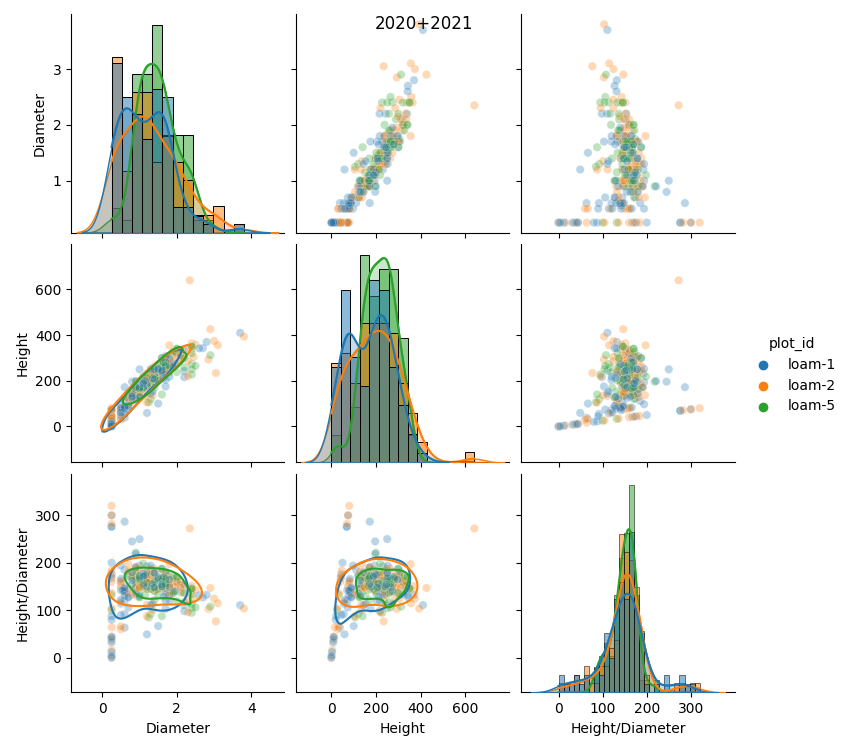 2020+2021
Diameter
3
2
1
Height
600
400
200
0
plot_id
loam-1
loam-2
loam-5
Height/Diameter
300
200
100
0
0 2 4
0 200 400 600
0 100 200 300
Diameter Height Height/Diameter